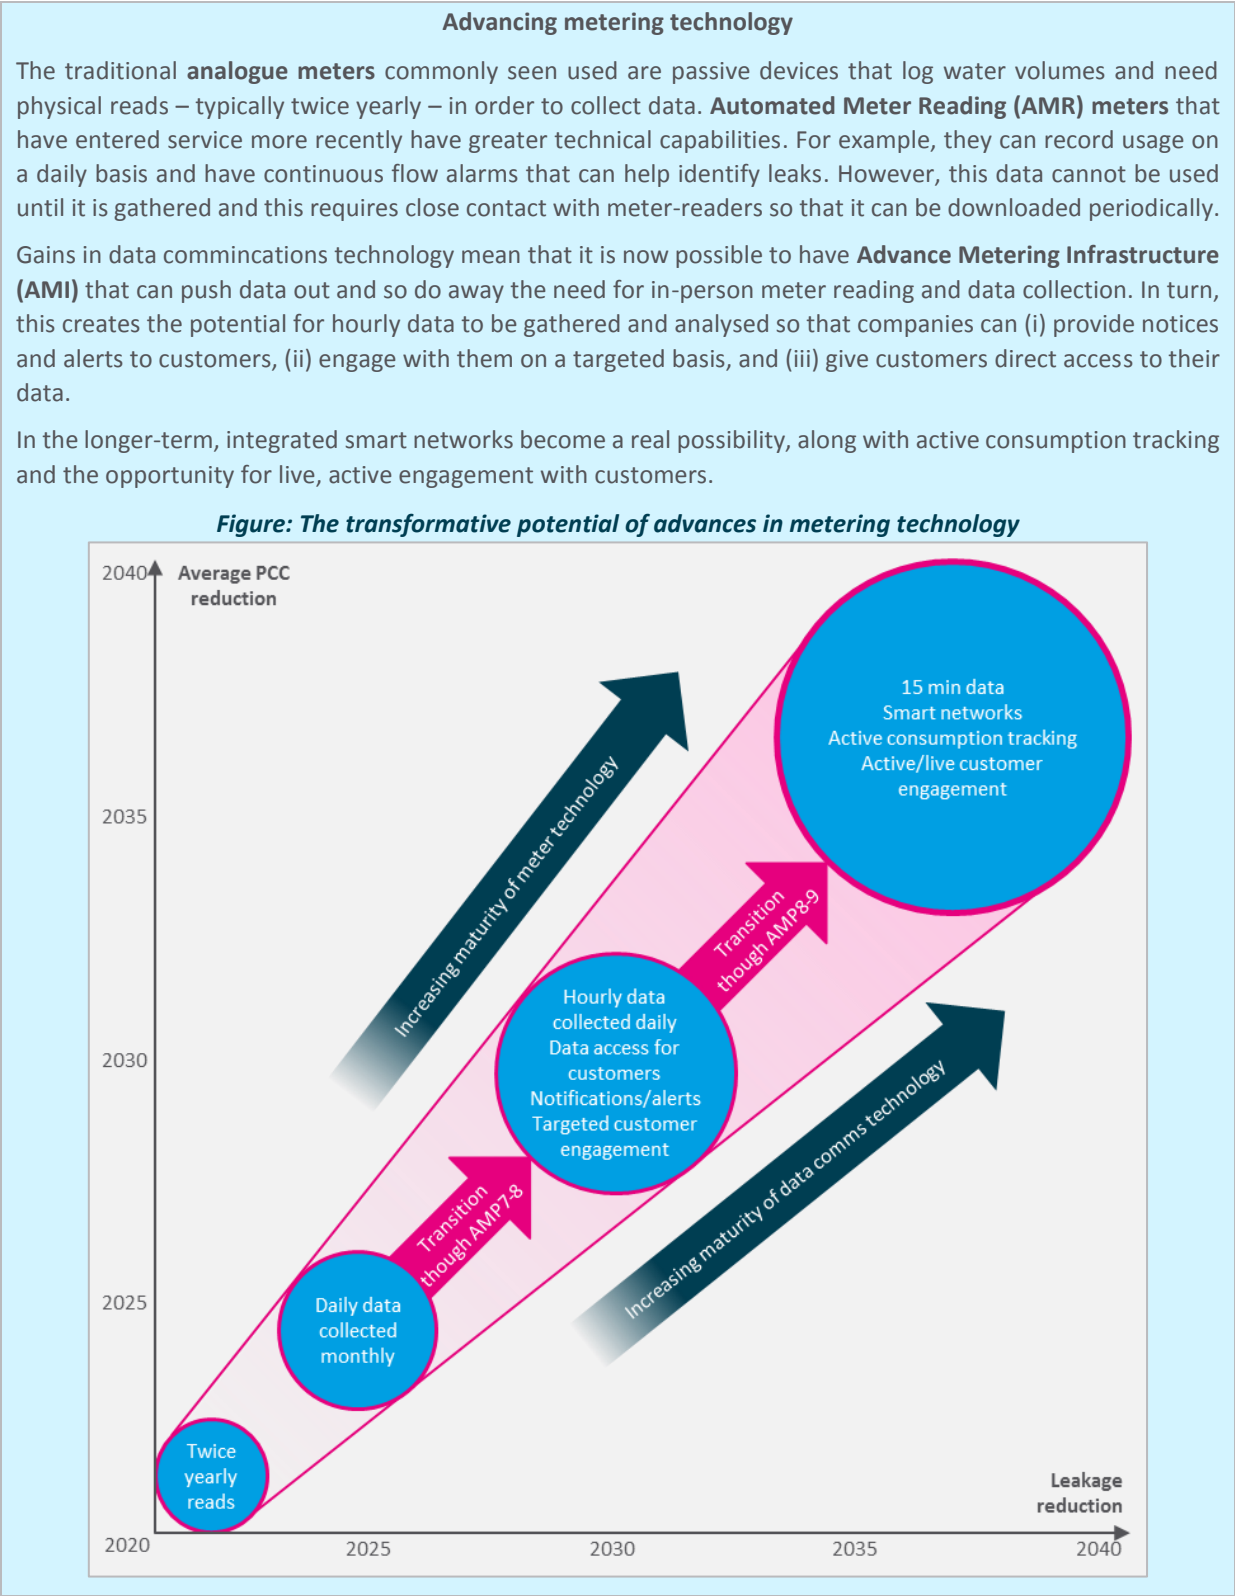 Advancing metering technology
The traditional analogue meters commonly seen used are passive devices that log water volumes and need
physical reads – typically twice yearly – in order to collect data. Automated Meter Reading (AMR) meters that
have entered service more recently have greater technical capabilities. For example, they can record usage on
a daily basis and have continuous flow alarms that can help identify leaks. However, this data cannot be used
until it is gathered and this requires close contact with meter-readers so that it can be downloaded periodically.
Gains in data commincations technology mean that it is now possible to have Advance Metering Infrastructure
(AMI) that can push data out and so do away the need for in-person meter reading and data collection. In turn,
this creates the potential for hourly data to be gathered and analysed so that companies can (i) provide notices
and alerts to customers, (ii) engage with them on a targeted basis, and (iii) give customers direct access to their
data.
In the longer-term, integrated smart networks become a real possibility, along with active consumption tracking
and the opportunity for live, active engagement with customers.
Figure: The transformative potential of advances in metering technology
2040
Average PCC
reduction
15 min data
Smart networks
Active consumption tracking
Active/live customer
engagement
Increasing maturity of meter technology
2035
Transition
though AMP8-9
Hourly data
collected daily
Data access for
customers
Notifications/alerts
Targeted customer
engagement
2030
Increasing maturity of data comms technology
Transition
though AMP7-8
2025
Daily data
collected
monthly
Twice
yearly
reads
Leakage
reduction
2020
2025
2030
2035
2040